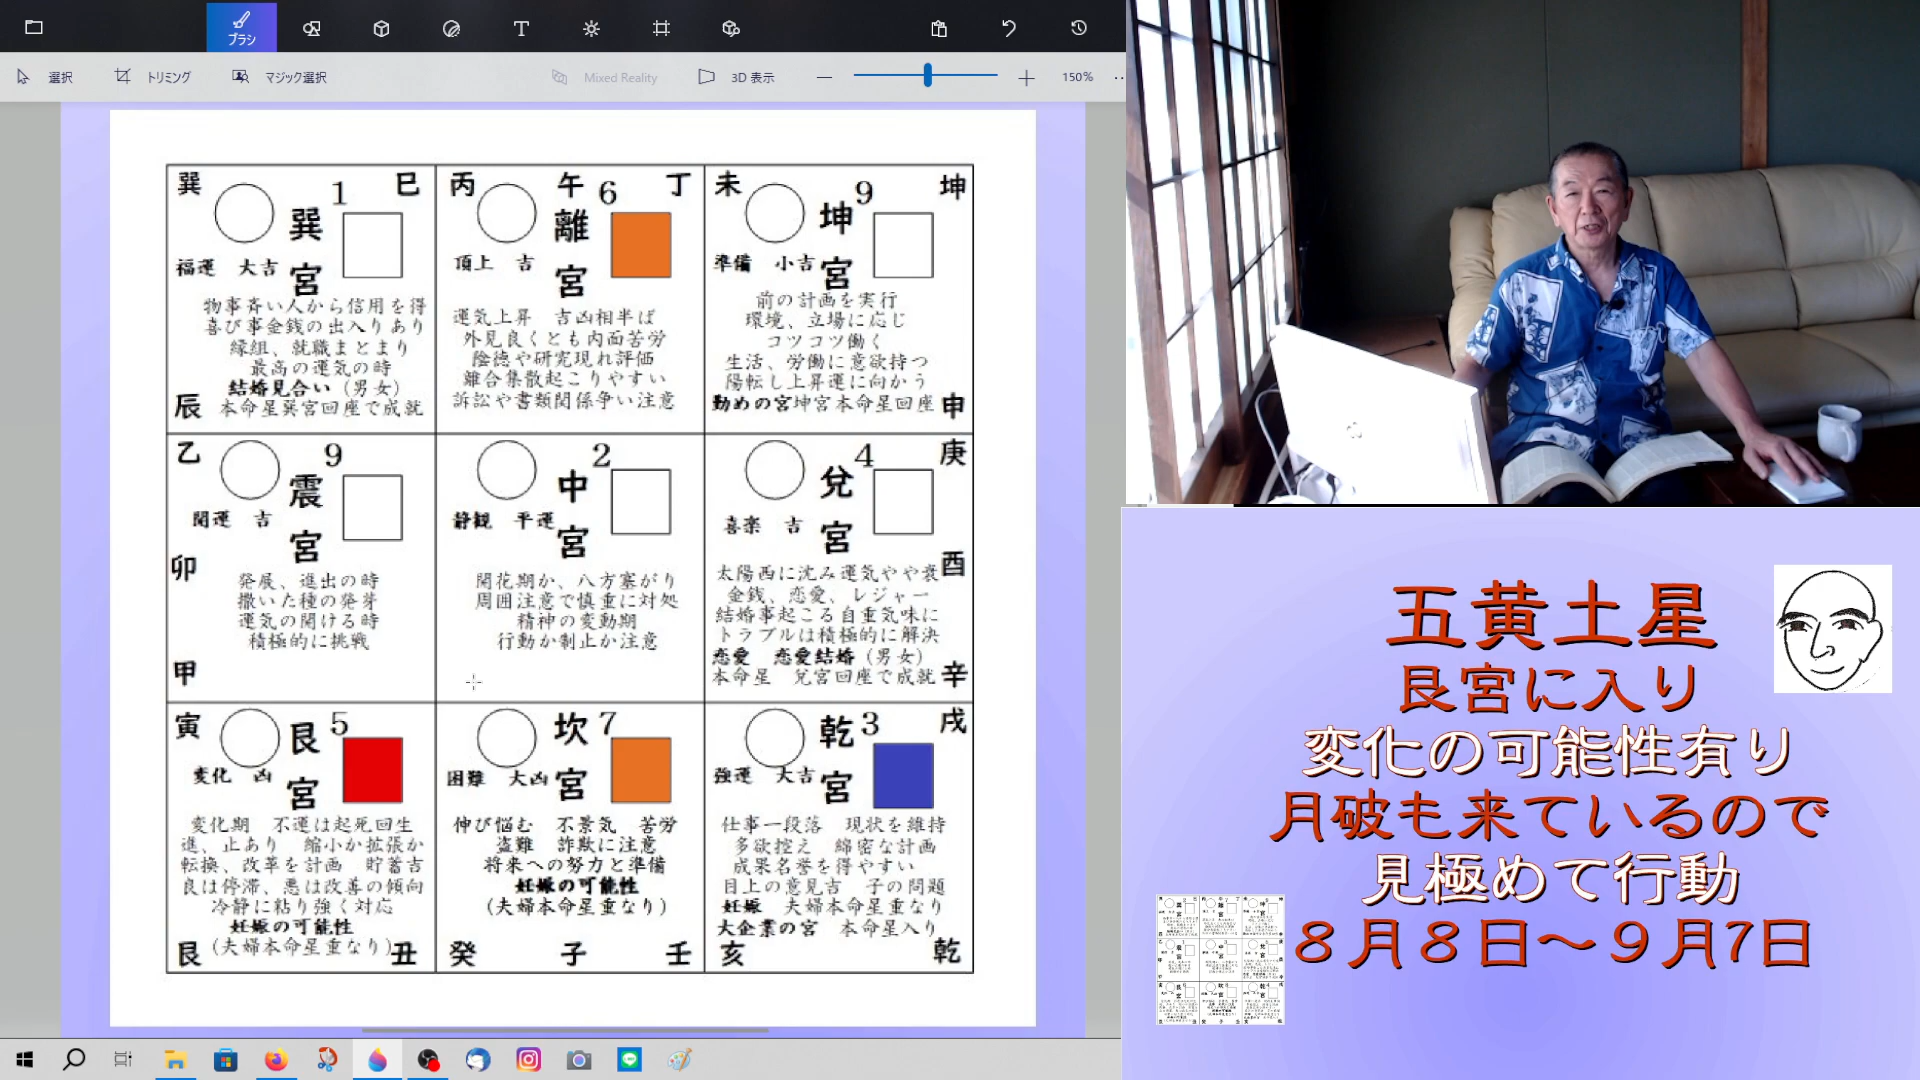 ブラシ
選択
トリミング
マジック選択
Mixed Reality
3D 表示
150%
巽
1
巳
巽宮
福運 大吉
物事斉い人から信用を得
喜び事金銭の出入りあり
縁組、就職まとまり
最高の運気の時
結婚見合い（男女）
辰
本命星巽宮回座で成就
丙
午
6
丁
離宮
頂上 吉
運気上昇 吉凶相半ば
外見良くとも内面苦労
陰徳や研究現れ評価
離合集散起こりやすい
訴訟や書類関係争い注意
未
9
坤
坤宮
準備 小吉
前の計画を実行
環境、立場に応じ
コツコツ働く
生活、労働に意欲持つ
陽転し上昇運に向かう
勤めの宮坤宮本命星回座
申
乙
9
震宮
開運 吉
卯
発展、進出の時
撒いた種の発芽
運気の開ける時
積極的に挑戦
甲
2
中宮
静観 平運
開花期か、八方塞がり
周囲注意で慎重に対処
精神の変動期
行動か制止か注意
4
庚
兌宮
喜楽 吉
酉
太陽西に沈み運気やや衰
金銭、恋愛、レジャー
結婚事起こる自重気味に
トラブルは積極的に解決
恋愛 恋愛結婚（男女）
本命星 兌宮回座で成就
辛
寅
5
艮宮
変化 凶
変化期 不運は起死回生
進、止あり 縮小か拡張か
転換、改革を計画 貯蓄吉
良は停滞、悪は改善の傾向
冷静に粘り強く対応
妊娠の可能性
（夫婦本命星重なり）
艮
丑
7
坎宮
困難 大凶
伸び悩む 不景気 苦労
盗難 詐欺に注意
将来への努力と準備
妊娠の可能性
（夫婦本命星重なり）
癸
子
壬
3
戌
乾宮
強運 大吉
仕事一段落 現状を維持
多欲控え 綿密な計画
成果名誉を得やすい
目上の意見吉 子の問題
妊娠 夫婦本命星重なり
大企業の宮 本命星入り
亥
乾
五黄土星
艮宮に入り
変化の可能性有り
月破も来ているので
見極めて行動
８月８日～９月7日